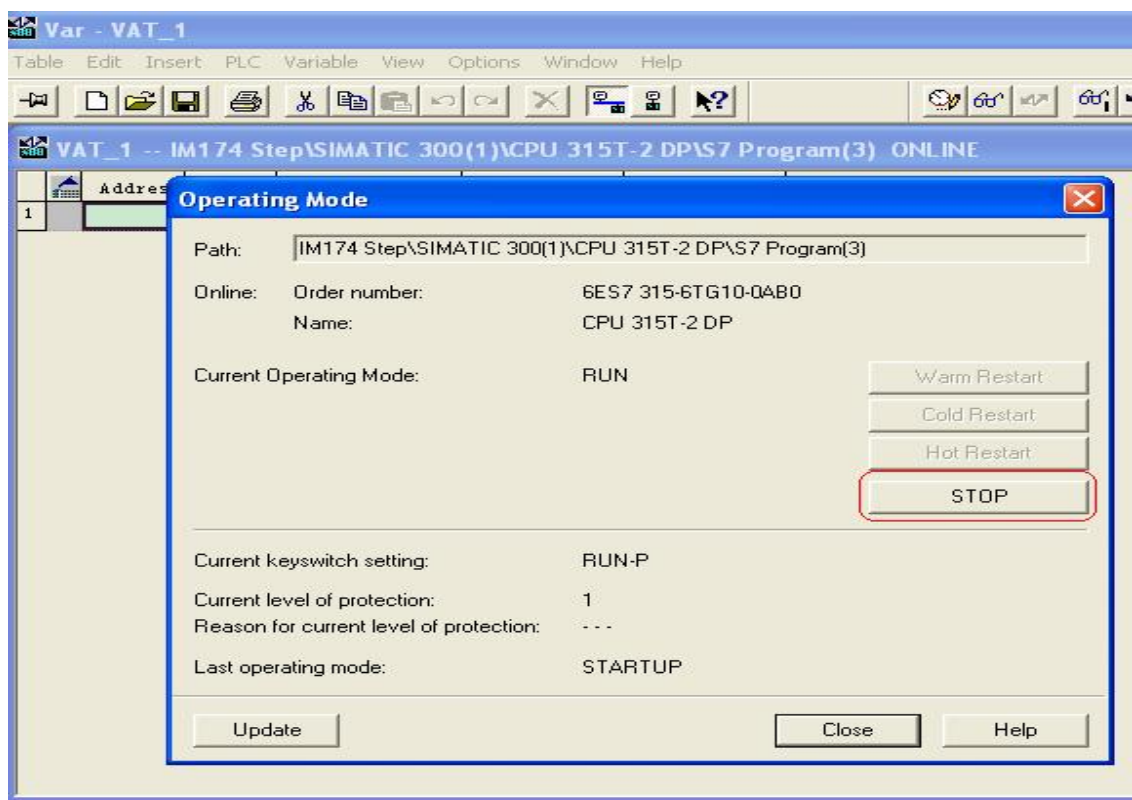 Var - VAT_1
Table Edit Insert PLC Variable View Options Window Help
VAT_1 -- IM174 Step\SIMATIC 300(1)\CPU 315T-2 DP\S7 Program(3) ONLINE
Addres
1
Operating Mode
Path: IM174 Step\SIMATIC 300(1)\CPU 315T-2 DP\S7 Program(3)
Online: Order number: 6ES7 315-6TG10-0AB0
Name: CPU 315T-2 DP
Current Operating Mode: RUN
Warm Restart
Cold Restart
Hot Restart
STOP
Current keyswitch setting: RUN-P
Current level of protection: 1
Reason for current level of protection: - - -
Last operating mode: STARTUP
Update Close Help